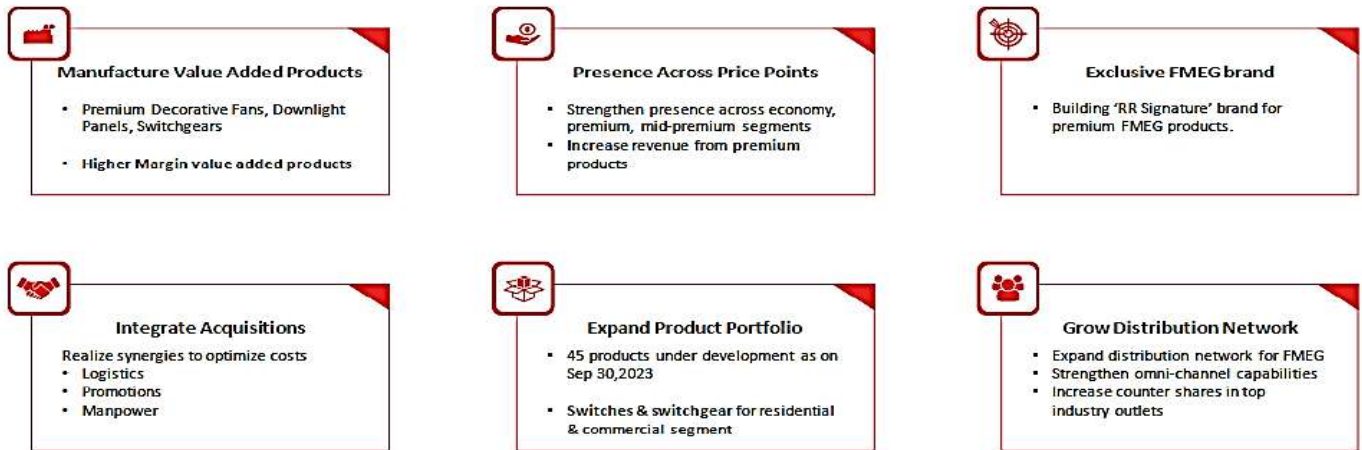 Manufacture Value Added Products
• Premium Decorative Fans, Downlight
Panels, Switchgears
• Higher Margin value added products
Presence Across Price Points
▪ Strengthen presence across economy,
premium, mid-premium segments
▪ Increase revenue from premium
products
Exclusive FMEG brand
▪ Building ‘RR Signature’ brand for
premium FMEG products.
Integrate Acquisitions
Realize synergies to optimize costs
• Logistics
• Promotions
• Manpower
Expand Product Portfolio
▪ 45 products under development as on
Sep 30,2023
▪ Switches & switchgear for residential
& commercial segment
Grow Distribution Network
▪ Expand distribution network for FMEG
▪ Strengthen omni-channel capabilities
▪ Increase counter shares in top
industry outlets